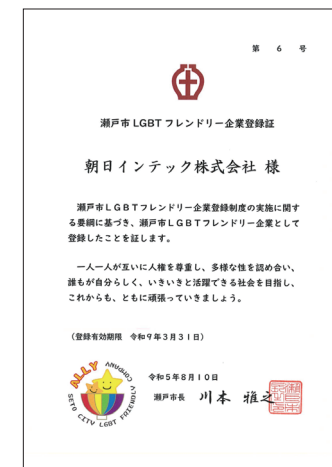 第 6 号
瀬戸市 LGBT フレンドリー企業登録証
朝日インテック株式会社 様
瀬戸市LGBTフレンドリー企業登録制度の実施に関す
る要綱に基づき、瀬戸市LGBTフレンドリー企業として
登録したことを証します。
一人一人が互いに人権を尊重し、多様な性を認め合い、
誰もが自分らしく、いきいきと活躍できる社会を目指し、
これからも、ともに頑張っていきましょう。
(登録有効期限 令和9年3月31日)
ALLY
SETO CITY LGBT FRIENDLY COMPANY
令和5年8月10日
瀬戸市長 川本 雅之